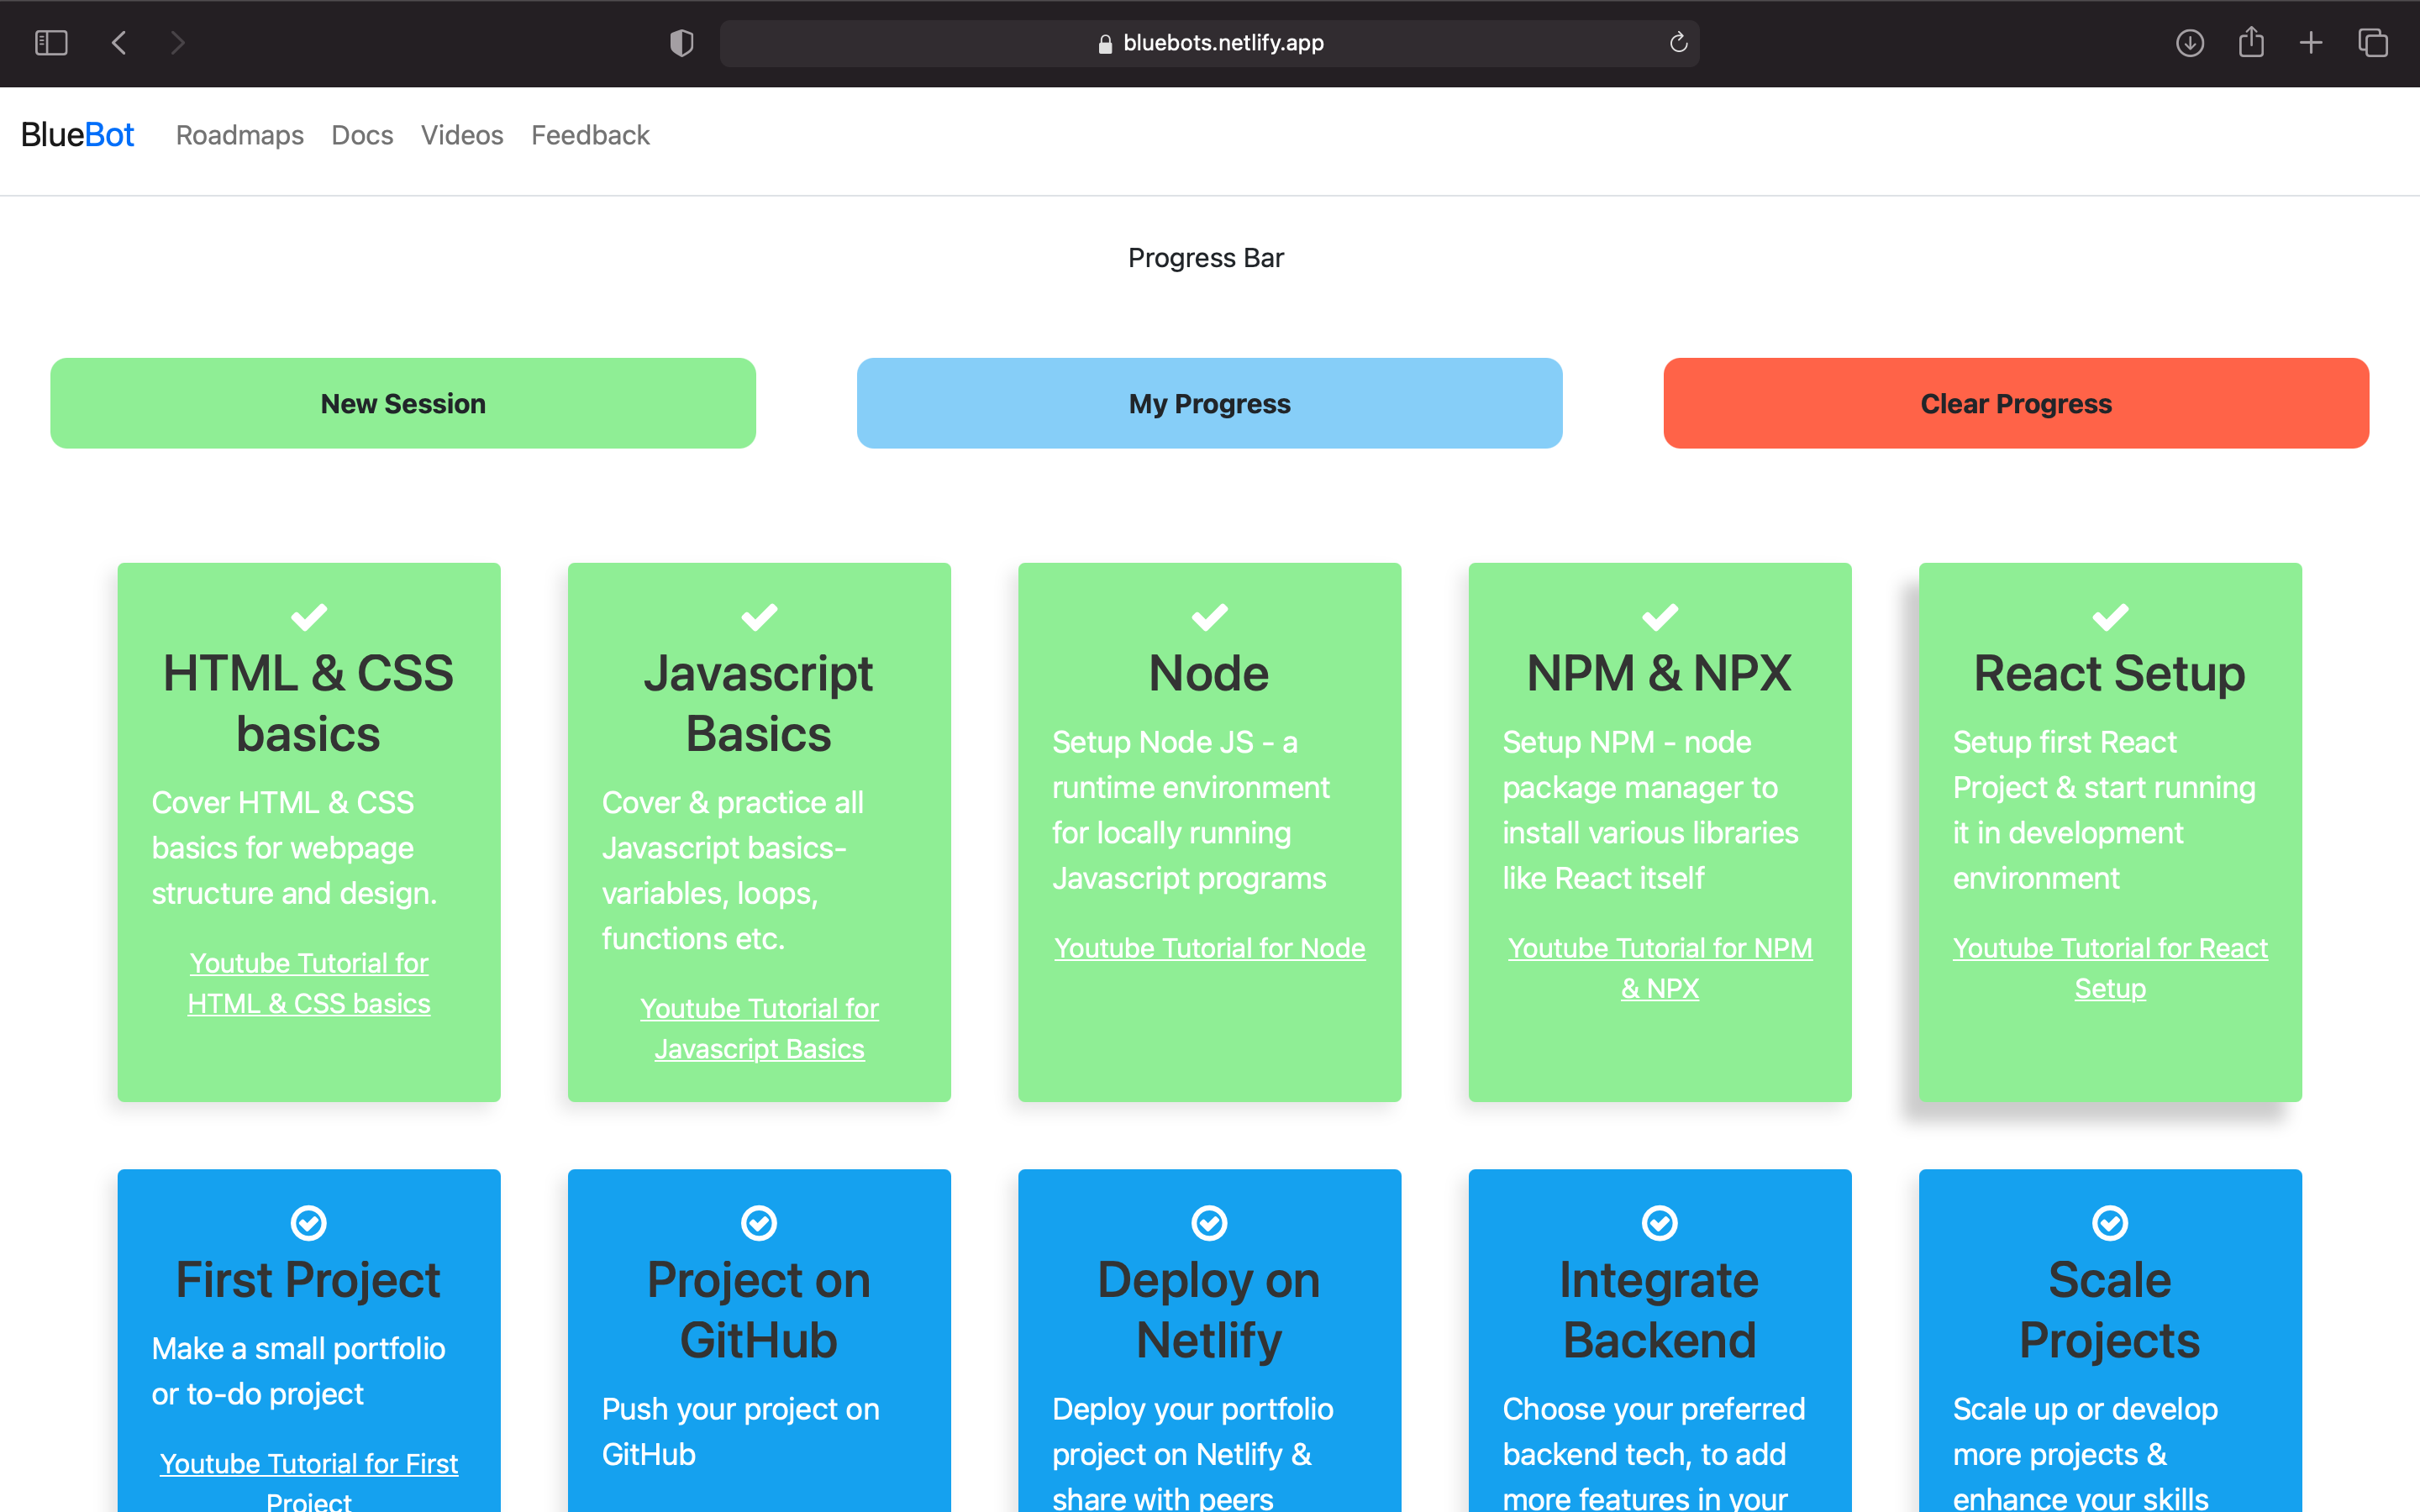 bluebots.netlify.app
BlueBot Roadmaps Docs Videos Feedback
Progress Bar
New Session
My Progress
Clear Progress
HTML & CSS
basics
Cover HTML & CSS
basics for webpage
structure and design.
Youtube Tutorial for
HTML & CSS basics
Javascript
Basics
Cover & practice all
Javascript basics-
variables, loops,
functions etc.
Youtube Tutorial for
Javascript Basics
Node
Setup Node JS - a
runtime environment
for locally running
Javascript programs
Youtube Tutorial for Node
NPM & NPX
Setup NPM - node
package manager to
install various libraries
like React itself
Youtube Tutorial for NPM
& NPX
React Setup
Setup first React
Project & start running
it in development
environment
Youtube Tutorial for React
Setup
First Project
Make a small portfolio
or to-do project
Youtube Tutorial for First
Project
Project on
GitHub
Push your project on
GitHub
Deploy on
Netlify
Deploy your portfolio
project on Netlify &
share with peers
Integrate
Backend
Choose your preferred
backend tech, to add
more features in your
Scale
Projects
Scale up or develop
more projects &
enhance your skills